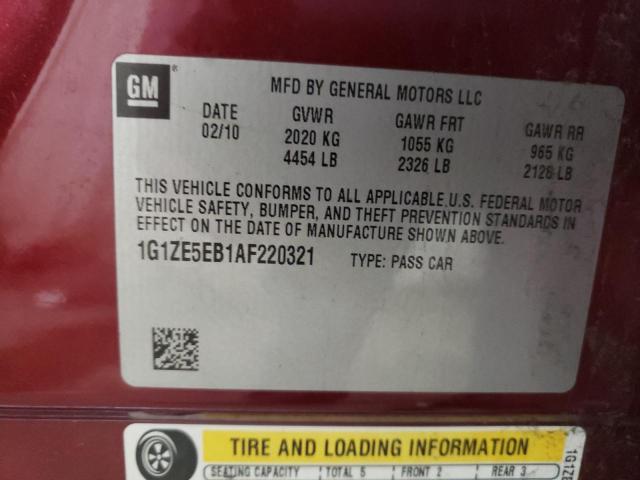 GM
MFD BY GENERAL MOTORS LLC
DATE GVWR GAWR FRT GAWR RR
02/10 2020 KG 1055 KG 965 KG
4454 LB 2326 LB 2128 LB
THIS VEHICLE CONFORMS TO ALL APPLICABLE U.S. FEDERAL MOTOR
VEHICLE SAFETY, BUMPER, AND THEFT PREVENTION STANDARDS IN
EFFECT ON THE DATE OF MANUFACTURE SHOWN ABOVE.
1G1ZE5EB1AF220321 TYPE: PASS CAR
TIRE AND LOADING INFORMATION
SEATING CAPACITY TOTAL 5 FRONT 2 REAR 3
1G1ZE